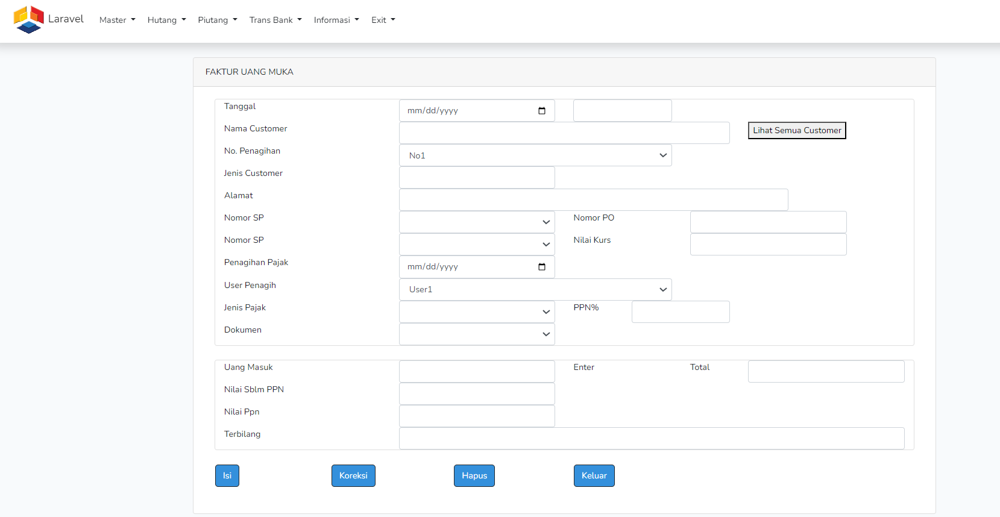 Laravel Master Hutang Piutang Trans Bank Informasi Exit
FAKTUR UANG MUKA
Tanggal mm/dd/yyyy
Nama Customer Lihat Semua Customer
No. Penagihan No1
Jenis Customer
Alamat
Nomor SP Nomor PO
Nomor SP Nilai Kurs
Penagihan Pajak mm/dd/yyyy
User Penagih User1
Jenis Pajak PPN%
Dokumen
Uang Masuk Enter Total
Nilai Sblm PPN
Nilai Ppn
Terbilang
Isi Koreksi Hapus Keluar